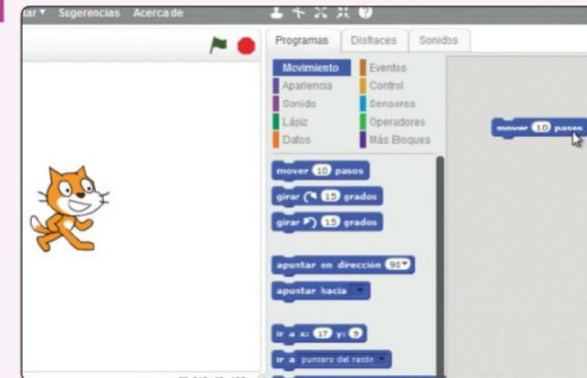 Sugerencias Acerca de
Programas Disfraces Sonidos
Movimiento Eventos
Apariencia Control
Sonido Sensores
Lápiz Operadores
Datos Más Bloques
mover 10 pasos
mover 10 pasos
girar 15 grados
girar 15 grados
apuntar en dirección 90
apuntar hacia
ir a x: 17 y: 9
ir a puntero del ratón